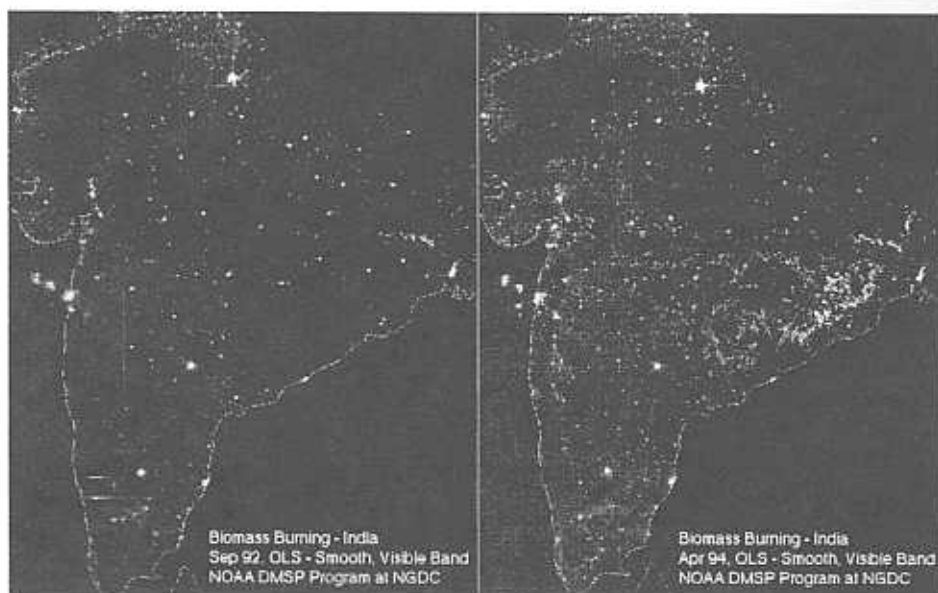 Biomass Burning - India
Sep 92, OLS - Smooth, Visible Band
NOAA DMSP Program at NGDC
Biomass Burning - India
Apr 94, OLS - Smooth, Visible Band
NOAA DMSP Program at NGDC